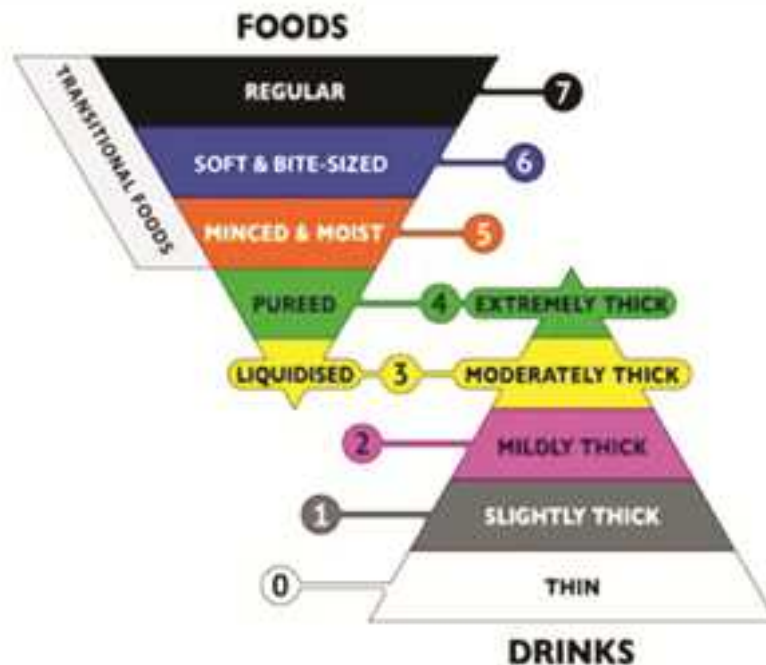 FOODS
TRANSITIONAL FOODS
REGULAR
7
SOFT & BITE-SIZED
6
MINCED & MOIST
5
PUREED
4
EXTREMELY THICK
LIQUIDISED
3
MODERATELY THICK
2
MILDLY THICK
1
SLIGHTLY THICK
0
THIN
DRINKS